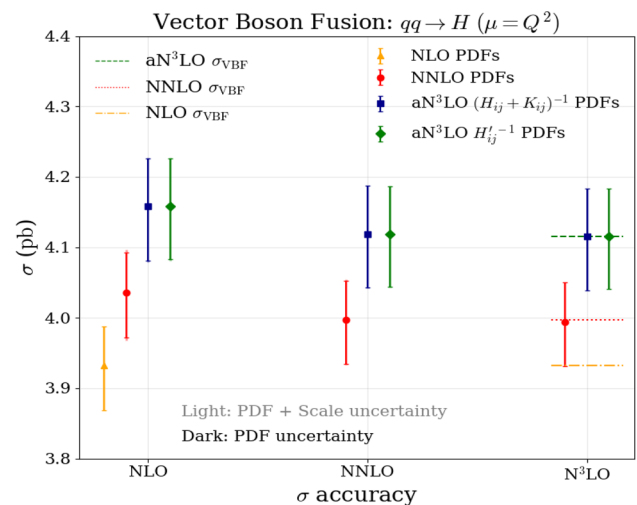 Vector Boson Fusion: qq → H (μ = Q²)
aN³LO σ_VBF
NNLO σ_VBF
NLO σ_VBF
NLO PDFs
NNLO PDFs
aN³LO (H_ij + K_ij)⁻¹ PDFs
aN³LO H′_ij⁻¹ PDFs
4.4
4.3
4.2
4.1
4.0
3.9
3.8
σ (pb)
Light: PDF + Scale uncertainty
Dark: PDF uncertainty
NLO
NNLO
N³LO
σ accuracy